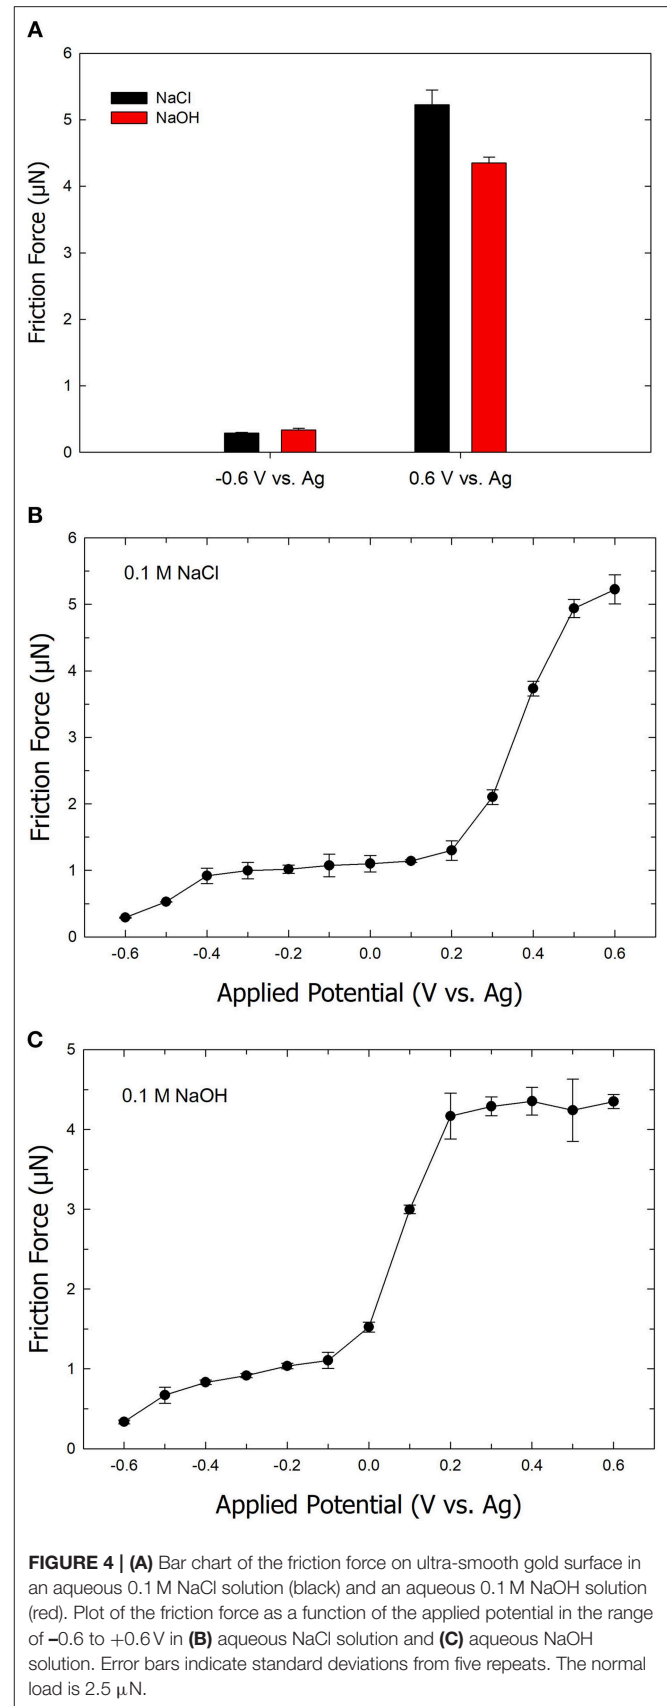 A
6
5
4
3
2
1
0
Friction Force (μN)
NaCl
NaOH
-0.6 V vs. Ag 0.6 V vs. Ag
B
6
5
4
3
2
1
0
Friction Force (μN)
0.1 M NaCl
-0.6 -0.4 -0.2 0.0 0.2 0.4 0.6
Applied Potential (V vs. Ag)
C
5
4
3
2
1
0
Friction Force (μN)
0.1 M NaOH
-0.6 -0.4 -0.2 0.0 0.2 0.4 0.6
Applied Potential (V vs. Ag)
FIGURE 4 | (A) Bar chart of the friction force on ultra-smooth gold surface in
an aqueous 0.1 M NaCl solution (black) and an aqueous 0.1 M NaOH solution
(red). Plot of the friction force as a function of the applied potential in the range
of –0.6 to +0.6 V in (B) aqueous NaCl solution and (C) aqueous NaOH
solution. Error bars indicate standard deviations from five repeats. The normal
load is 2.5 μN.